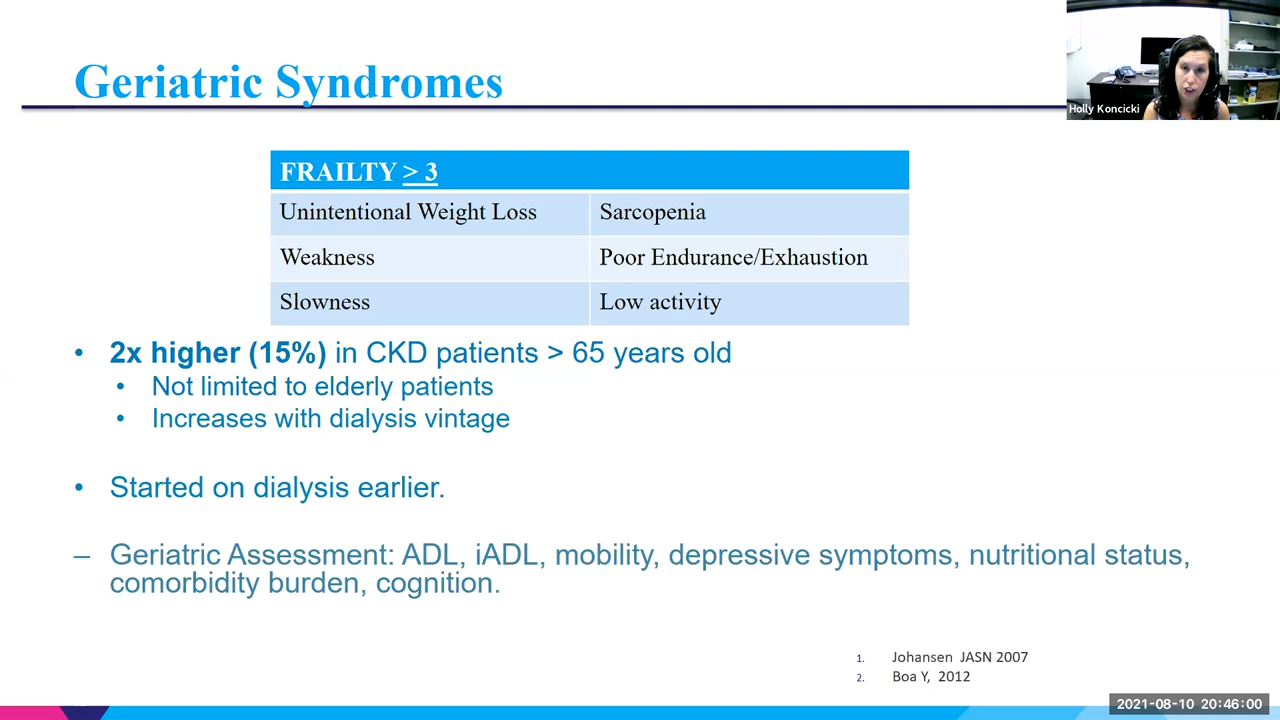 Geriatric Syndromes
Holly Koncicki
FRAILTY > 3
Unintentional Weight Loss Sarcopenia
Weakness Poor Endurance/Exhaustion
Slowness Low activity
• 2x higher (15%) in CKD patients > 65 years old
• Not limited to elderly patients
• Increases with dialysis vintage
• Started on dialysis earlier.
– Geriatric Assessment: ADL, iADL, mobility, depressive symptoms, nutritional status,
comorbidity burden, cognition.
1. Johansen JASN 2007
2. Boa Y, 2012
2021-08-10 20:46:00